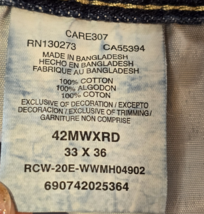 CARE307
RN130273 CA55394
MADE IN BANGLADESH
HECHO EN BANGLADESH
FABRIQUE AU BANGLADESH
100% COTTON
100% ALGODON
100% COTON
EXCLUSIVE OF DECORATION / EXCEPTO
DECORACION / EXCLUSIVE OF TRIMMING/
GARNITURE NON COMPRISE
42MWXRD
33 X 36
RCW-20E-WWMH04902
690742025364